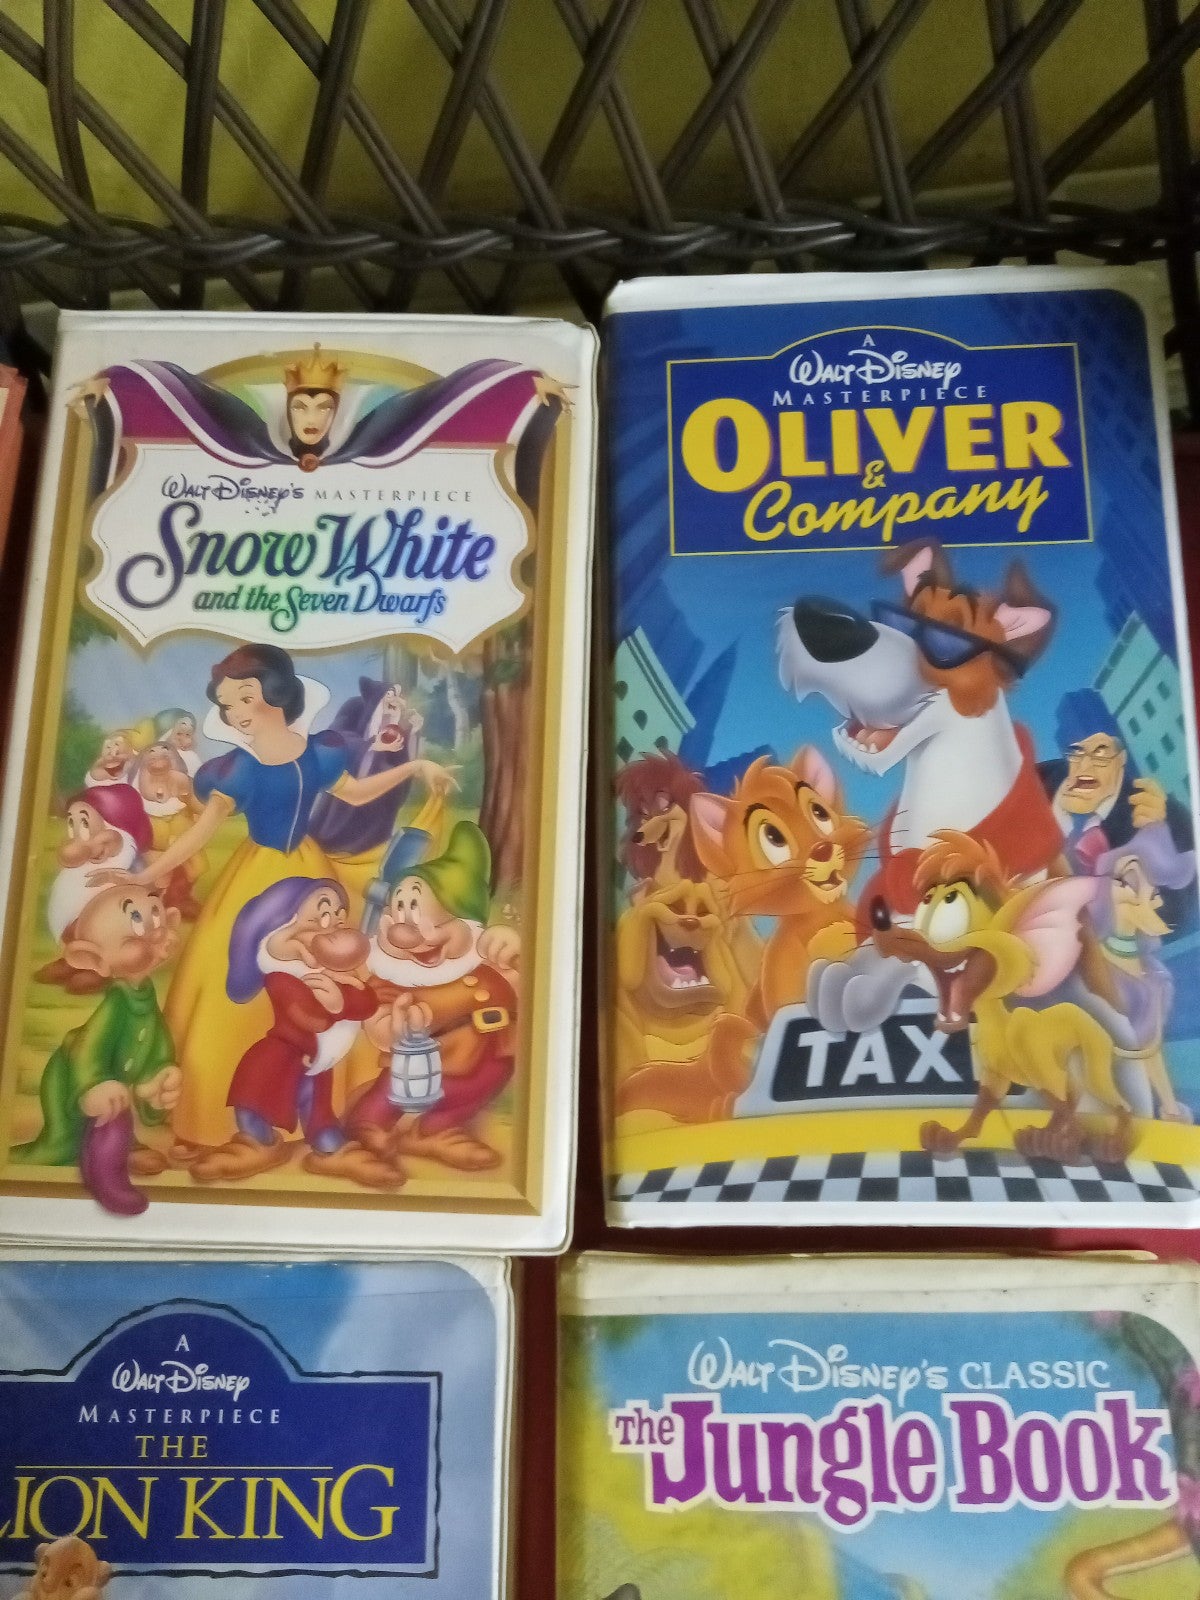 WALT DISNEY'S MASTERPIECE
Snow White
and the Seven Dwarfs
A
WALT DISNEY
MASTERPIECE
OLIVER
&
Company
TAXI
A
WALT DISNEY
MASTERPIECE
THE
LION KING
WALT DISNEY'S CLASSIC
The Jungle Book